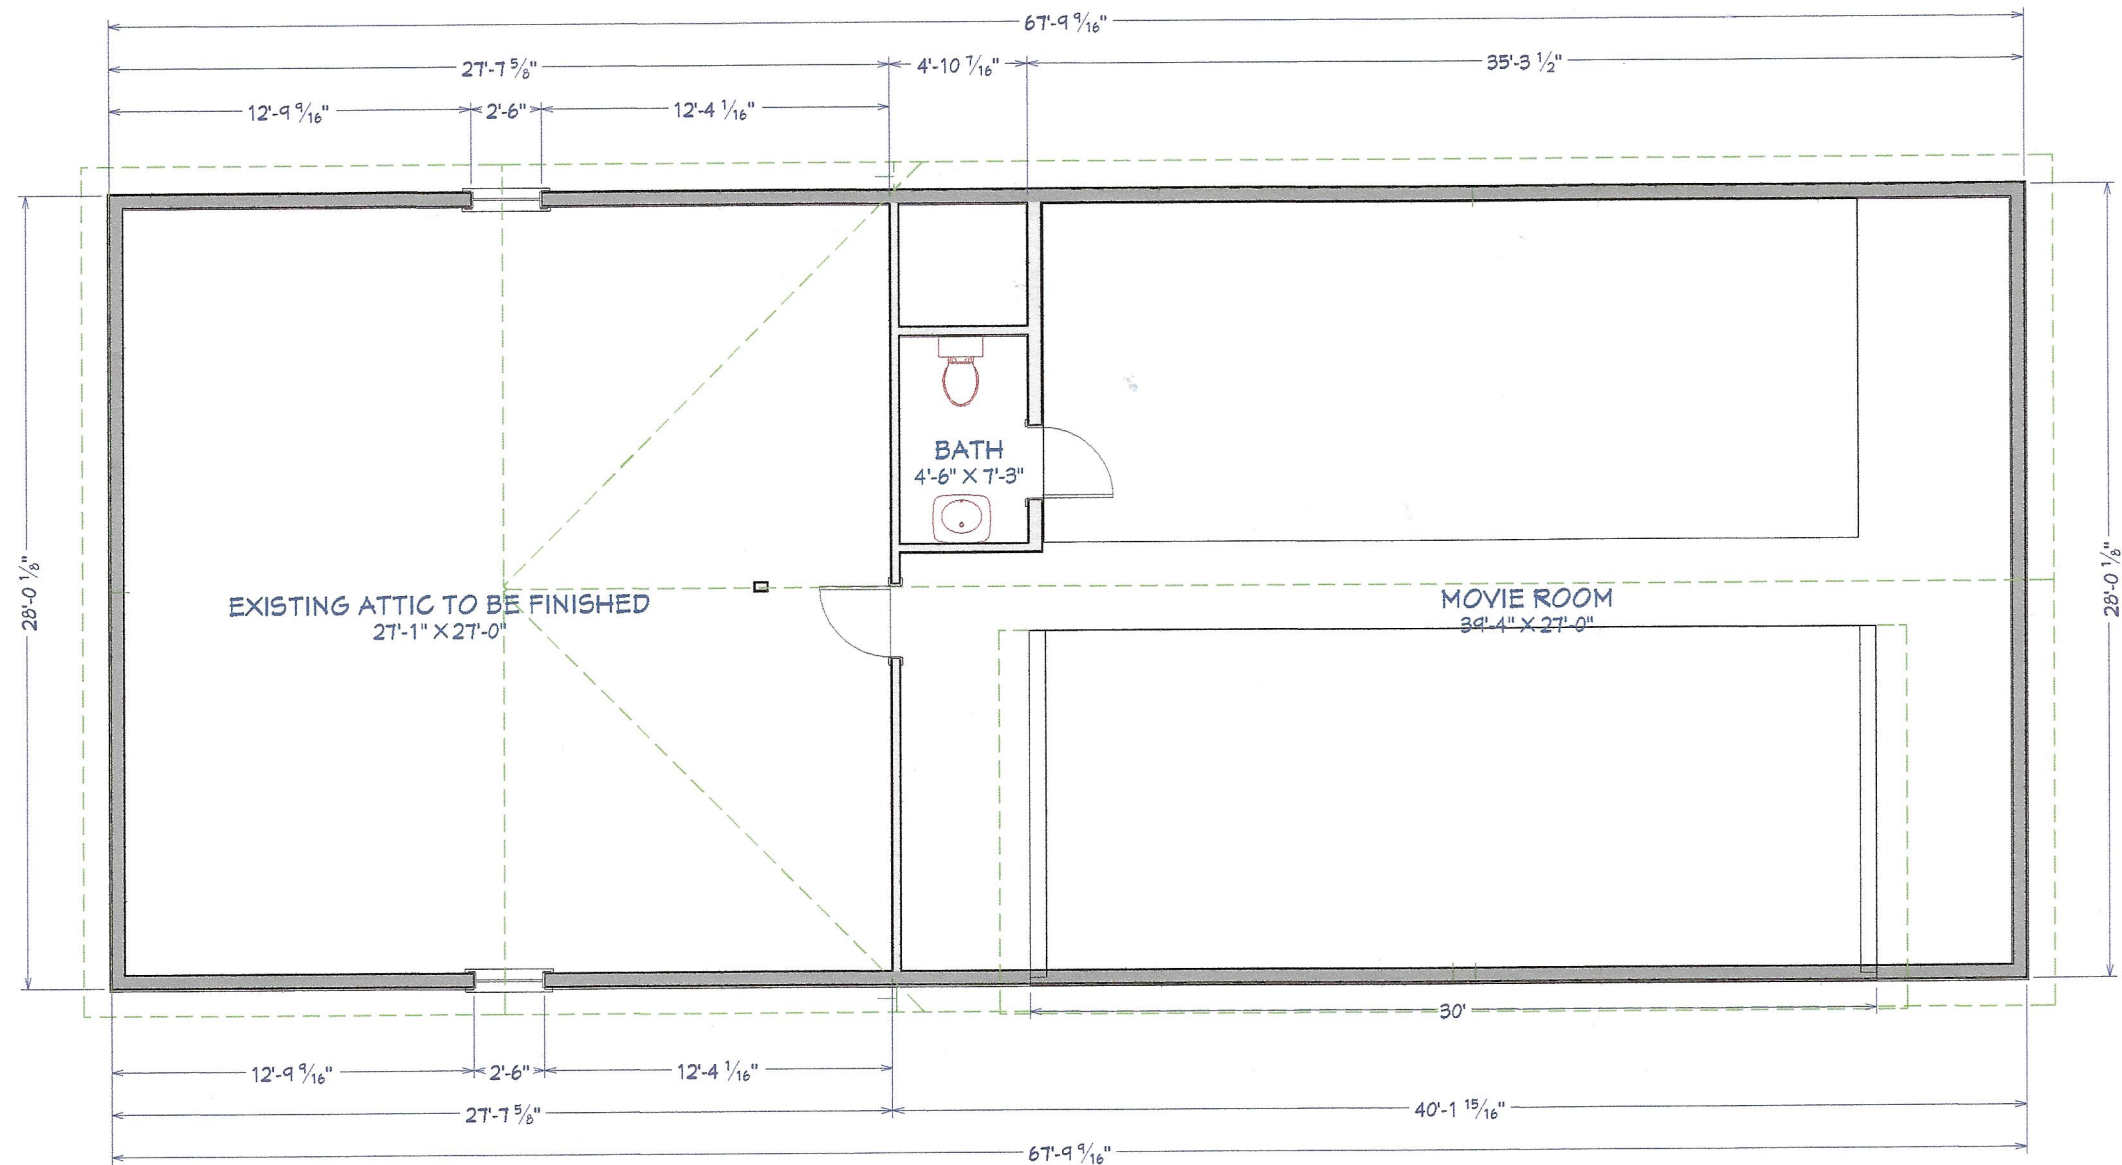 67'-9 9/16"
27'-7 5/8"
4'-10 7/16"
35'-3 1/2"
12'-9 9/16"
2'-6"
12'-4 1/16"
BATH
4'-6" X 7'-3"
28'-0 1/8"
28'-0 1/8"
EXISTING ATTIC TO BE FINISHED
27'-1" X 27'-0"
MOVIE ROOM
39'-4" X 27'-0"
30'
12'-9 9/16"
2'-6"
12'-4 1/16"
27'-7 5/8"
40'-1 15/16"
67'-9 9/16"